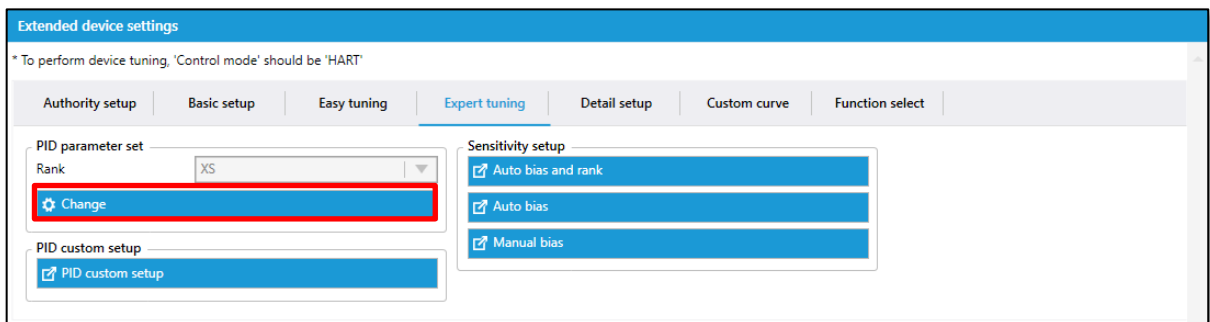 Extended device settings
* To perform device tuning, 'Control mode' should be 'HART'
Authority setup
Basic setup
Easy tuning
Expert tuning
Detail setup
Custom curve
Function select
PID parameter set
Rank
XS
Change
PID custom setup
PID custom setup
Sensitivity setup
Auto bias and rank
Auto bias
Manual bias